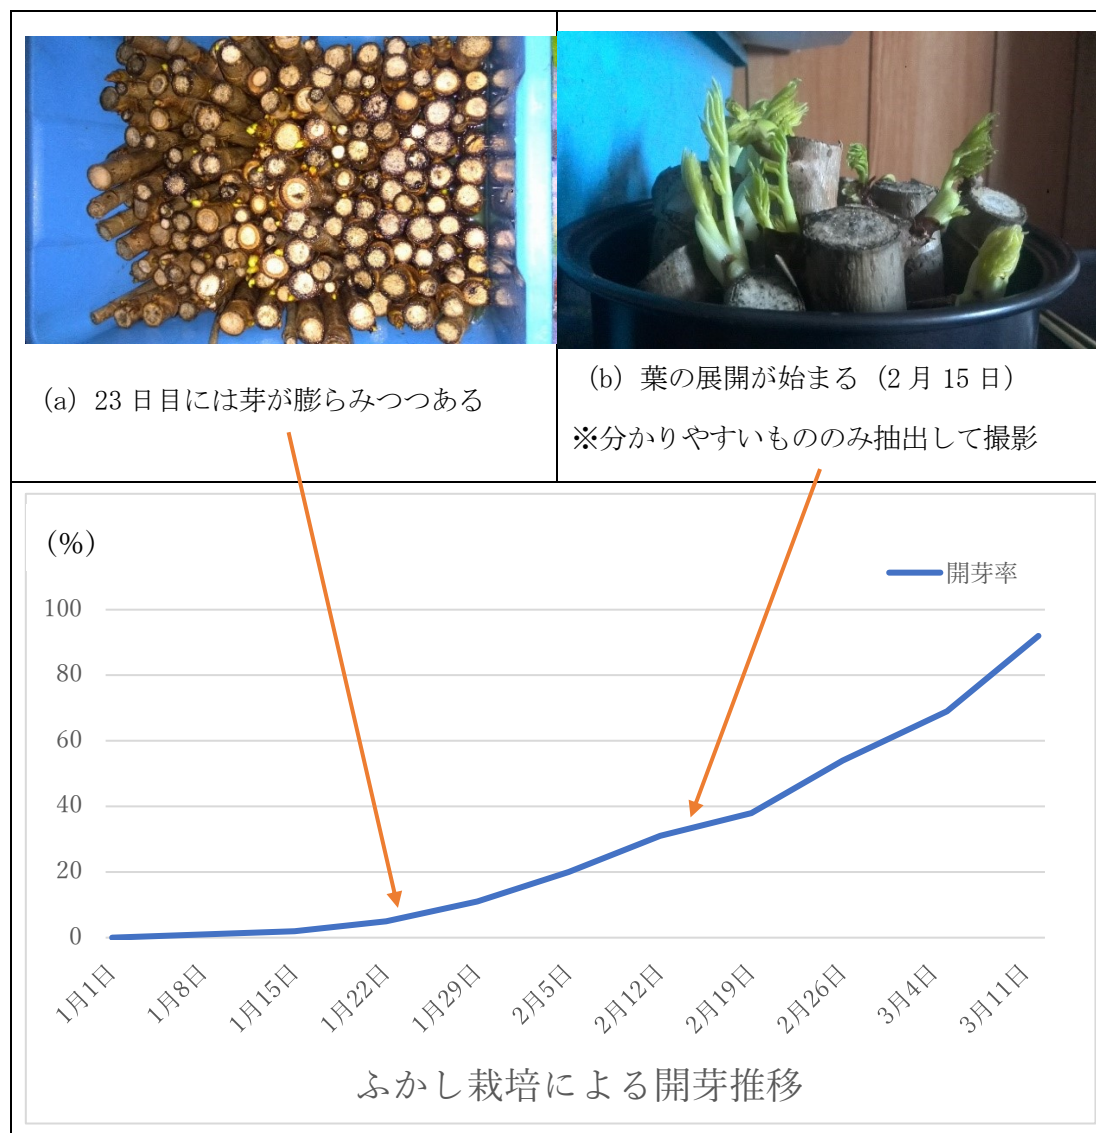 (a) 23 日目には芽が膨らみつつある
(b) 葉の展開が始まる (2 月 15 日)
※分かりやすいもののみ抽出して撮影
(%)
開芽率
100
80
60
40
20
0
1月1日
1月8日
1月15日
1月22日
1月29日
2月5日
2月12日
2月19日
2月26日
3月4日
3月11日
ふかし栽培による開芽推移